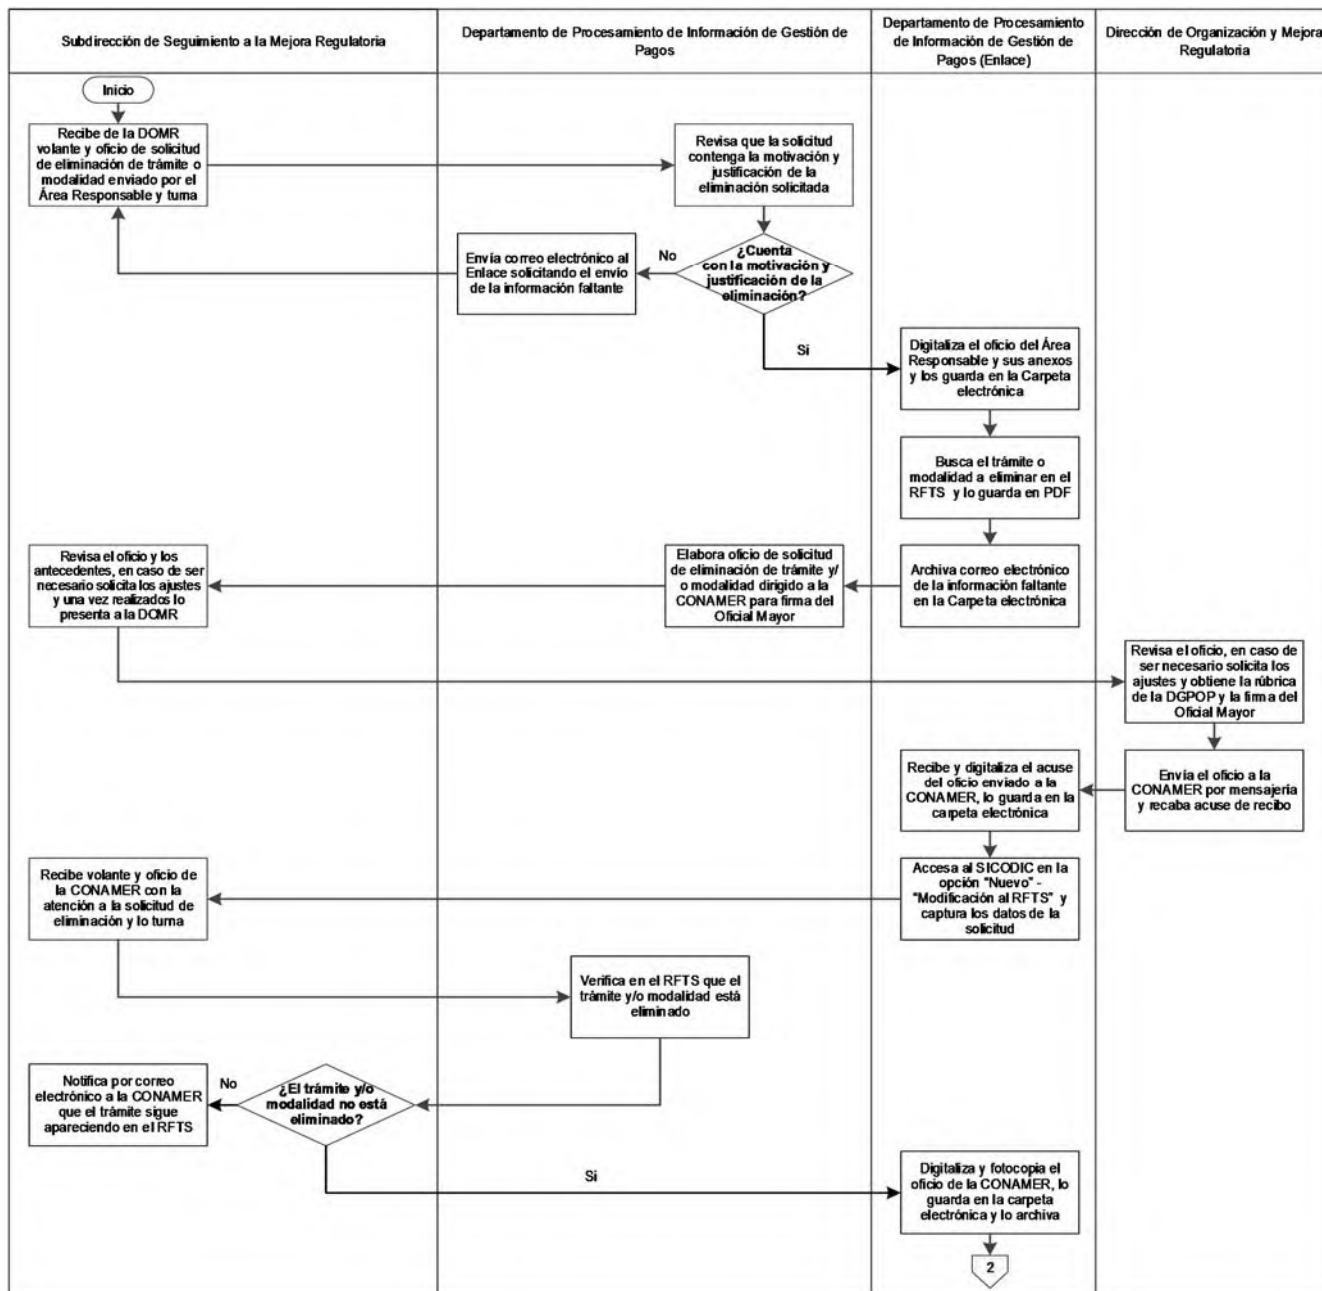 Subdirección de Seguimiento a la Mejora Regulatoria
Departamento de Procesamiento de Información de Gestión de
Pagos
Departamento de Procesamiento
de Información de Gestión de
Pagos (Enlace)
Dirección de Organización y Mejora
Regulatoria
Inicio
Recibe de la DOMR
volante y oficio de solicitud
de eliminación de trámite o
modalidad enviado por el
Área Responsable y turna
Revisa que la solicitud
contenga la motivación y
justificación de la
eliminación solicitada
¿Cuenta
con la motivación y
justificación de la
eliminación?
No
Envía correo electrónico al
Enlace solicitando el envío
de la información faltante
Si
Digitaliza el oficio del Área
Responsable y sus anexos
y los guarda en la Carpeta
electrónica
Busca el trámite o
modalidad a eliminar en el
RFTS y lo guarda en PDF
Archiva correo electrónico
de la información faltante
en la Carpeta electrónica
Elabora oficio de solicitud
de eliminación de trámite y/
o modalidad dirigido a la
CONAMER para firma del
Oficial Mayor
Revisa el oficio y los
antecedentes, en caso de ser
necesario solicita los ajustes
y una vez realizados lo
presenta a la DOMR
Revisa el oficio, en caso de
ser necesario solicita los
ajustes y obtiene la rúbrica
de la DGPOP y la firma del
Oficial Mayor
Envía el oficio a la
CONAMER por mensajería
y recaba acuse de recibo
Recibe y digitaliza el acuse
del oficio enviado a la
CONAMER, lo guarda en la
carpeta electrónica
Accesa al SICODIC en la
opción "Nuevo" -
"Modificación al RFTS" y
captura los datos de la
solicitud
Recibe volante y oficio de
la CONAMER con la
atención a la solicitud de
eliminación y lo turna
Verifica en el RFTS que el
trámite y/o modalidad está
eliminado
¿El trámite y/o
modalidad no está
eliminado?
No
Notifica por correo
electrónico a la CONAMER
que el trámite sigue
apareciendo en el RFTS
Si
Digitaliza y fotocopia el
oficio de la CONAMER, lo
guarda en la carpeta
electrónica y lo archiva
2